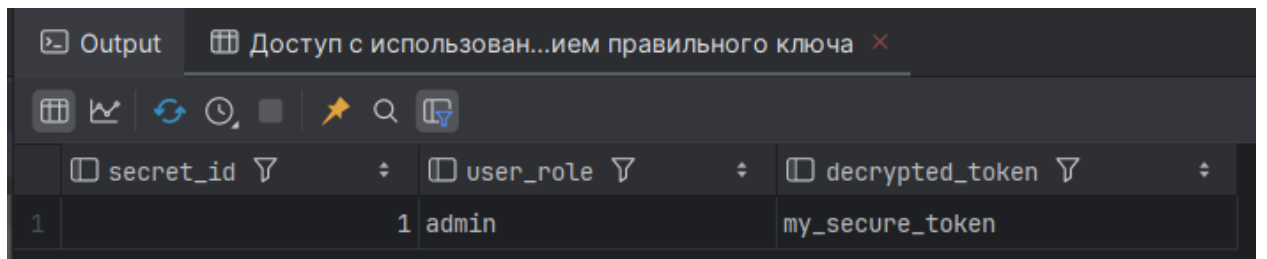 Output Доступ с использован...ием правильного ключа
secret_id user_role decrypted_token
1 1 admin my_secure_token